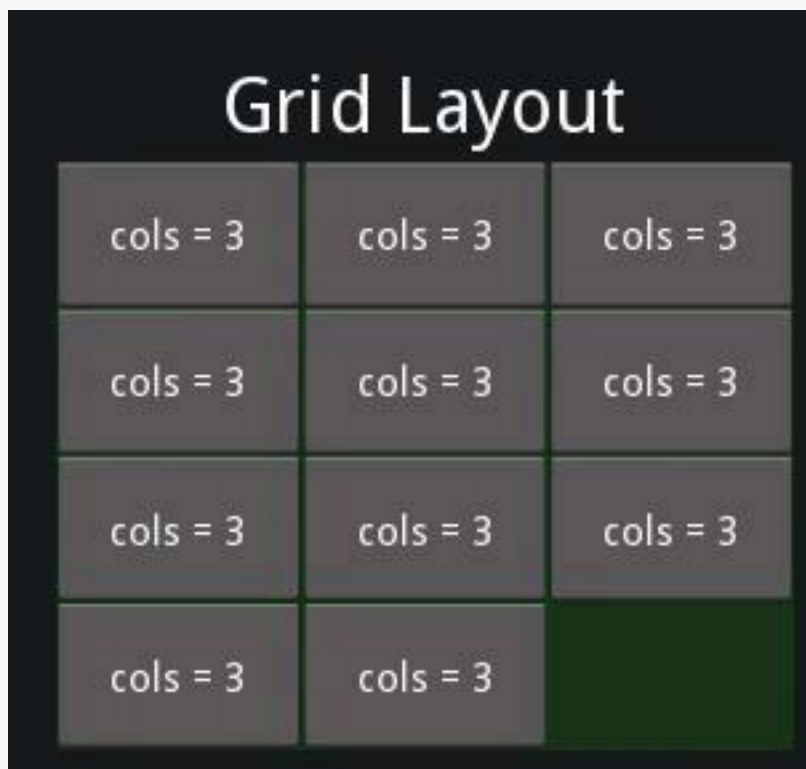 Grid Layout
cols = 3 cols = 3 cols = 3
cols = 3 cols = 3 cols = 3
cols = 3 cols = 3 cols = 3
cols = 3 cols = 3